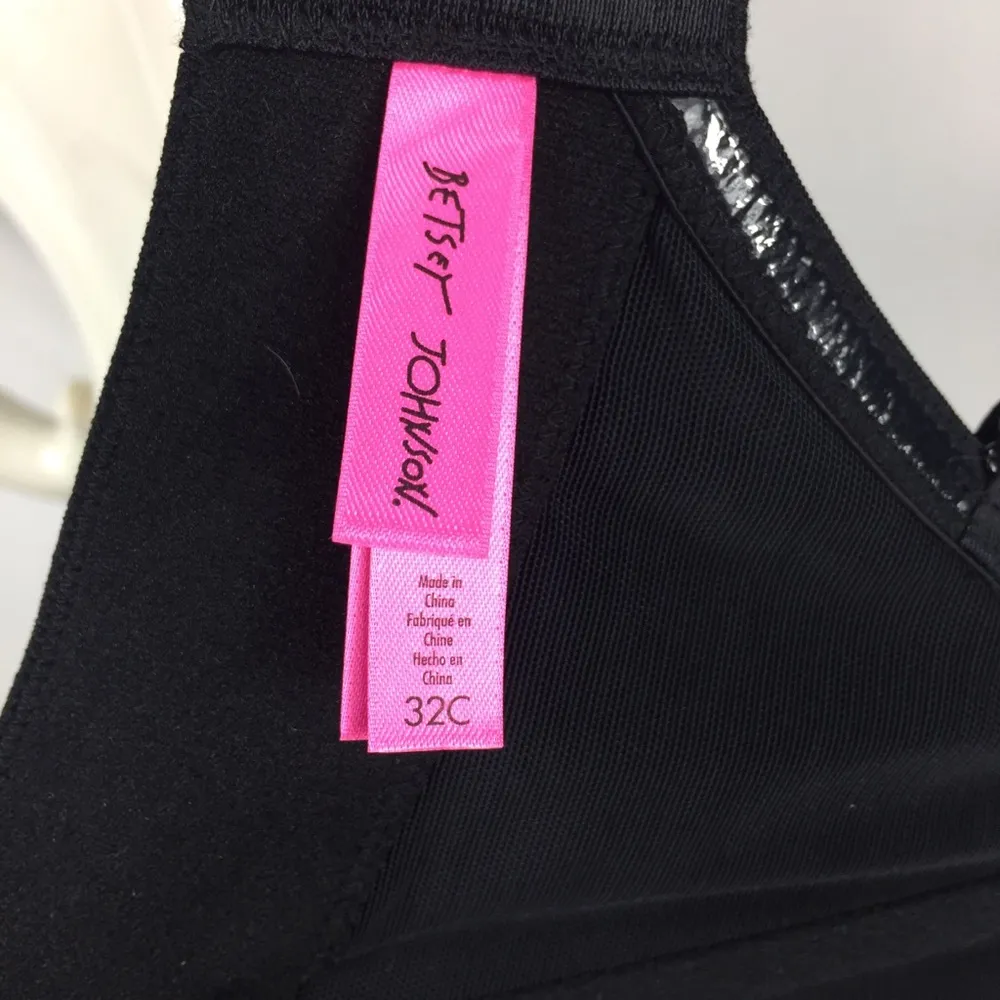 BETSEY JOHNSON.
Made in
China
Fabriqué en
Chine
Hecho en
China
32C